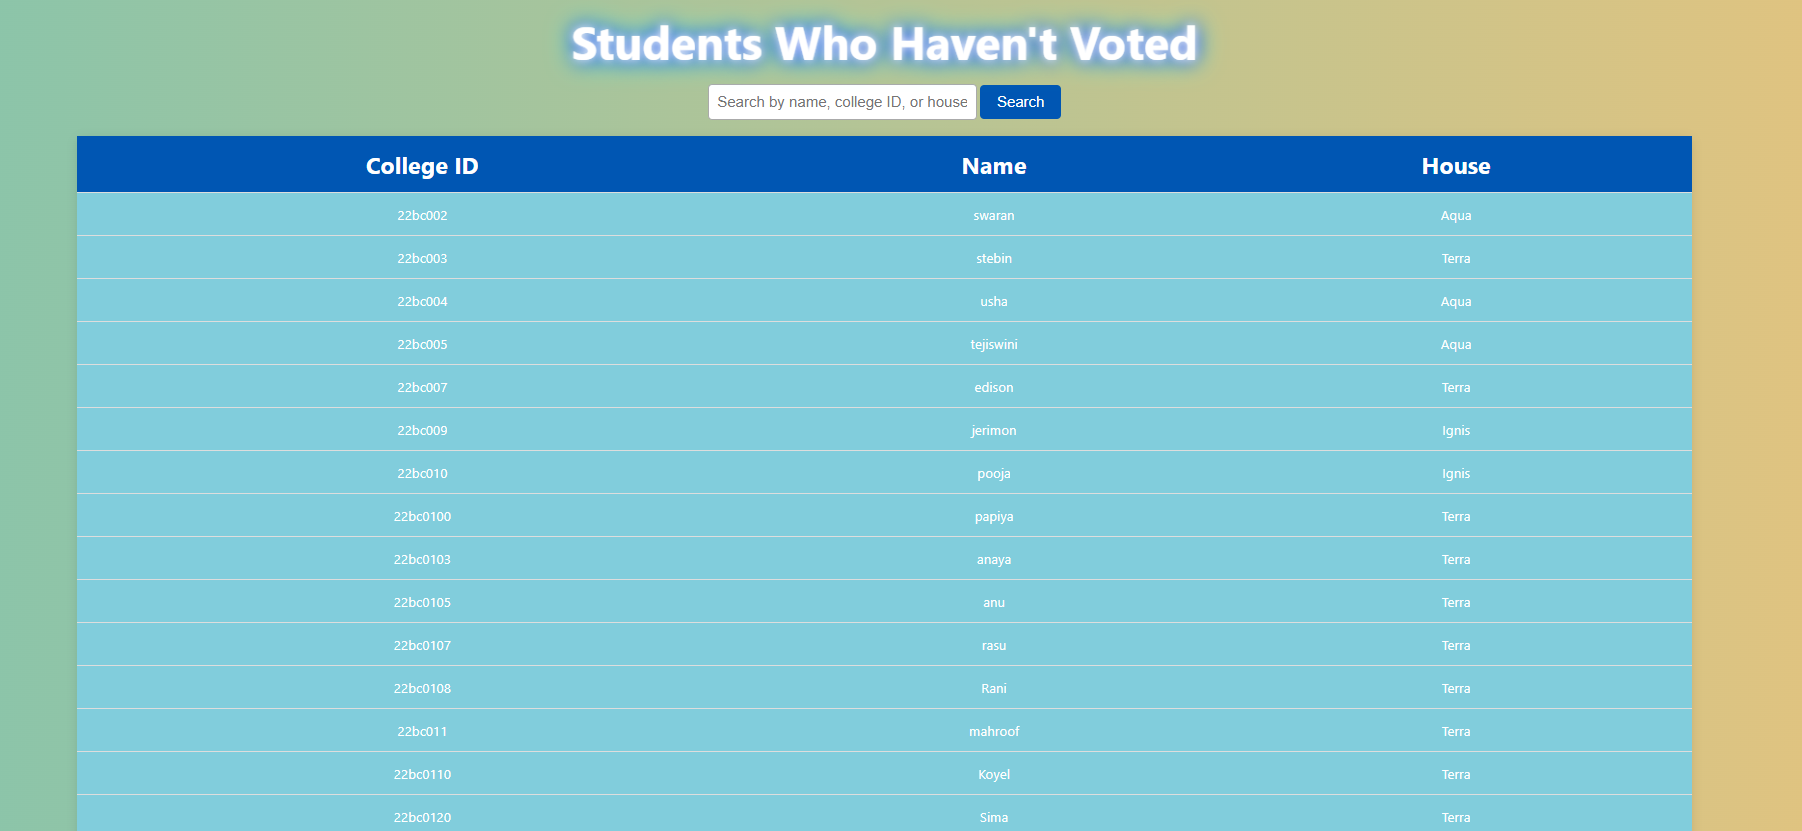 Students Who Haven't Voted
Search by name, college ID, or house Search
College ID Name House
22bc002 swaran Aqua
22bc003 stebin Terra
22bc004 usha Aqua
22bc005 tejiswini Aqua
22bc007 edison Terra
22bc009 jerimon Ignis
22bc010 pooja Ignis
22bc0100 papiya Terra
22bc0103 anaya Terra
22bc0105 anu Terra
22bc0107 rasu Terra
22bc0108 Rani Terra
22bc011 mahroof Terra
22bc0110 Koyel Terra
22bc0120 Sima Terra